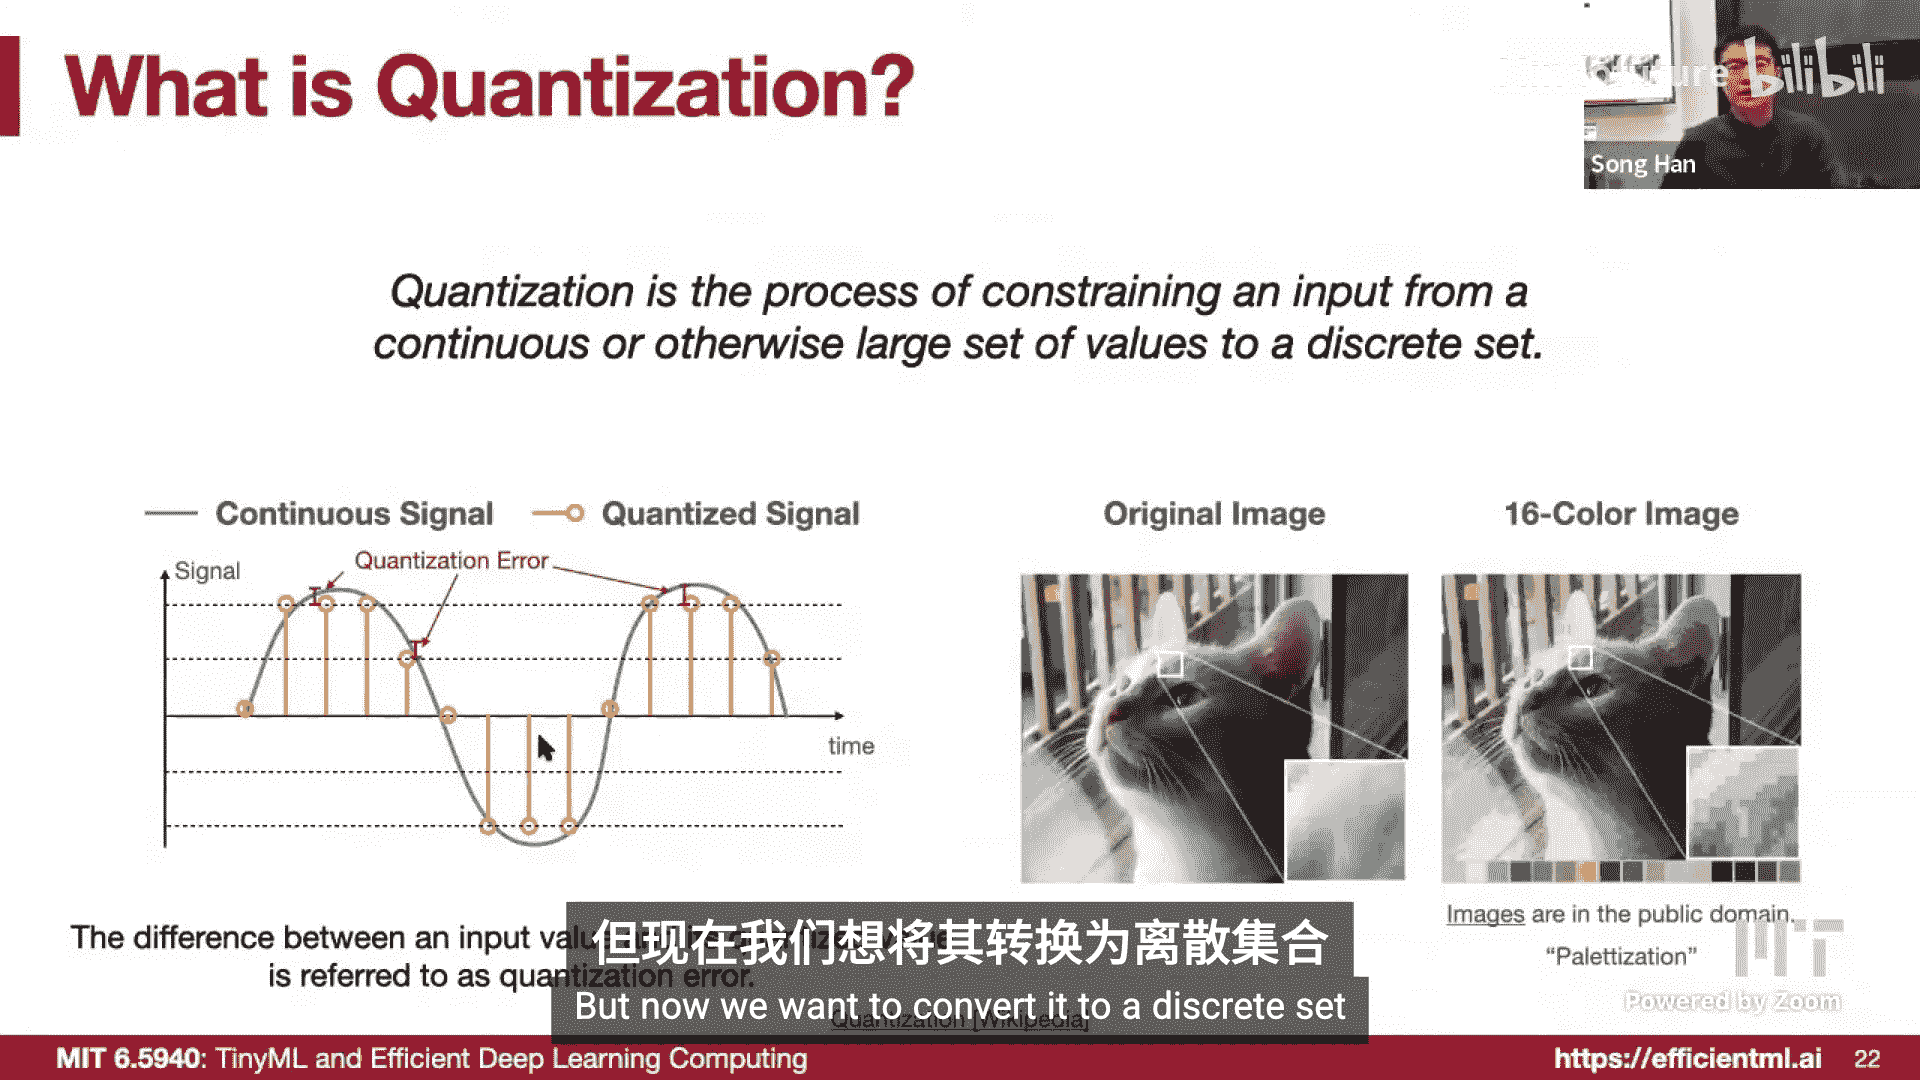 What is Quantization?
bilibili
Song Han
Quantization is the process of constraining an input from a
continuous or otherwise large set of values to a discrete set.
Continuous Signal
Quantized Signal
Original Image
16-Color Image
Quantization Error
Signal
time
Images are in the public domain.
"Palettization"
The difference between an input
is referred to as quantization error.
但现在我们想将其转换为离散集合
But now we want to convert it to a discrete set
Quantization [Wikipedia]
MIT
Powered by Zoom
MIT 6.5940: TinyML and Efficient Deep Learning Computing
https://efficientml.ai
22